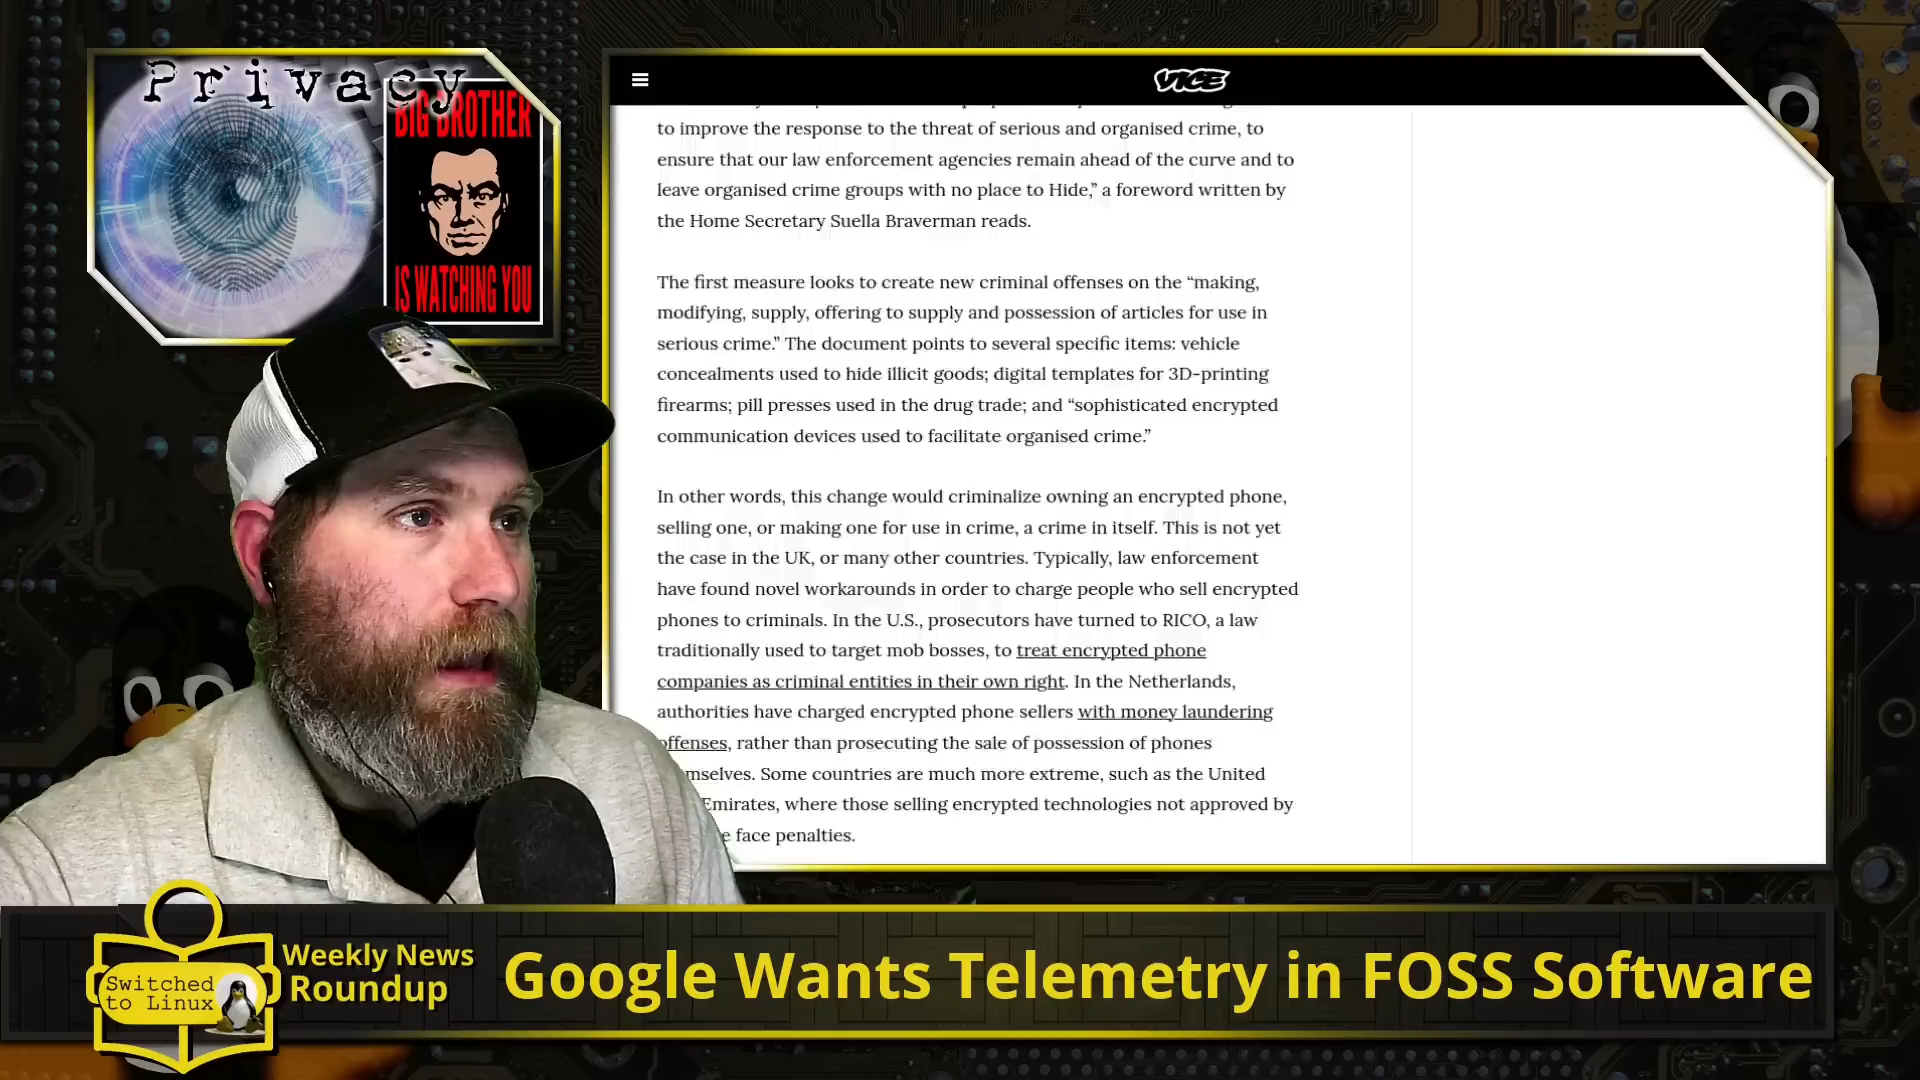 Privacy
BIG BROTHER
IS WATCHING YOU
VICE
to improve the response to the threat of serious and organised crime, to
ensure that our law enforcement agencies remain ahead of the curve and to
leave organised crime groups with no place to Hide,” a foreword written by
the Home Secretary Suella Braverman reads.
The first measure looks to create new criminal offenses on the “making,
modifying, supply, offering to supply and possession of articles for use in
serious crime.” The document points to several specific items: vehicle
concealments used to hide illicit goods; digital templates for 3D-printing
firearms; pill presses used in the drug trade; and “sophisticated encrypted
communication devices used to facilitate organised crime.”
In other words, this change would criminalize owning an encrypted phone,
selling one, or making one for use in crime, a crime in itself. This is not yet
the case in the UK, or many other countries. Typically, law enforcement
have found novel workarounds in order to charge people who sell encrypted
phones to criminals. In the U.S., prosecutors have turned to RICO, a law
traditionally used to target mob bosses, to treat encrypted phone
companies as criminal entities in their own right. In the Netherlands,
authorities have charged encrypted phone sellers with money laundering
offenses, rather than prosecuting the sale of possession of phones
mselves. Some countries are much more extreme, such as the United
Emirates, where those selling encrypted technologies not approved by
e face penalties.
Switched
to Linux
Weekly News
Roundup
Google Wants Telemetry in FOSS Software